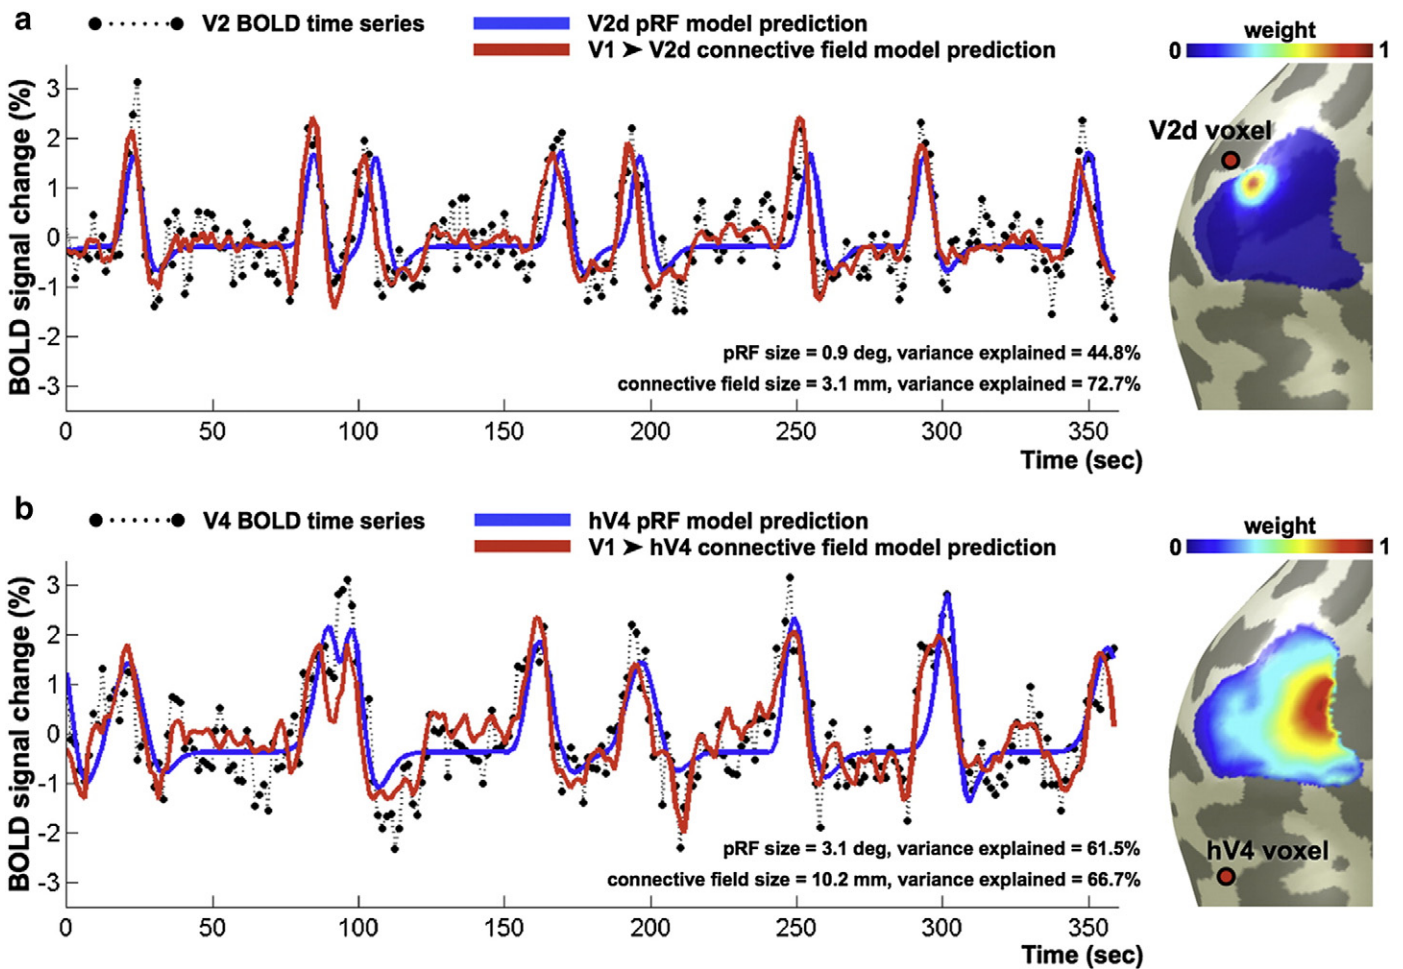 a
V2 BOLD time series
V2d pRF model prediction
V1 ➤ V2d connective field model prediction
weight
0 1
V2d voxel
BOLD signal change (%)
3
2
1
0
-1
-2
-3
pRF size = 0.9 deg, variance explained = 44.8%
connective field size = 3.1 mm, variance explained = 72.7%
0 50 100 150 200 250 300 350
Time (sec)
b
V4 BOLD time series
hV4 pRF model prediction
V1 ➤ hV4 connective field model prediction
weight
0 1
BOLD signal change (%)
3
2
1
0
-1
-2
-3
hV4 voxel
pRF size = 3.1 deg, variance explained = 61.5%
connective field size = 10.2 mm, variance explained = 66.7%
0 50 100 150 200 250 300 350
Time (sec)